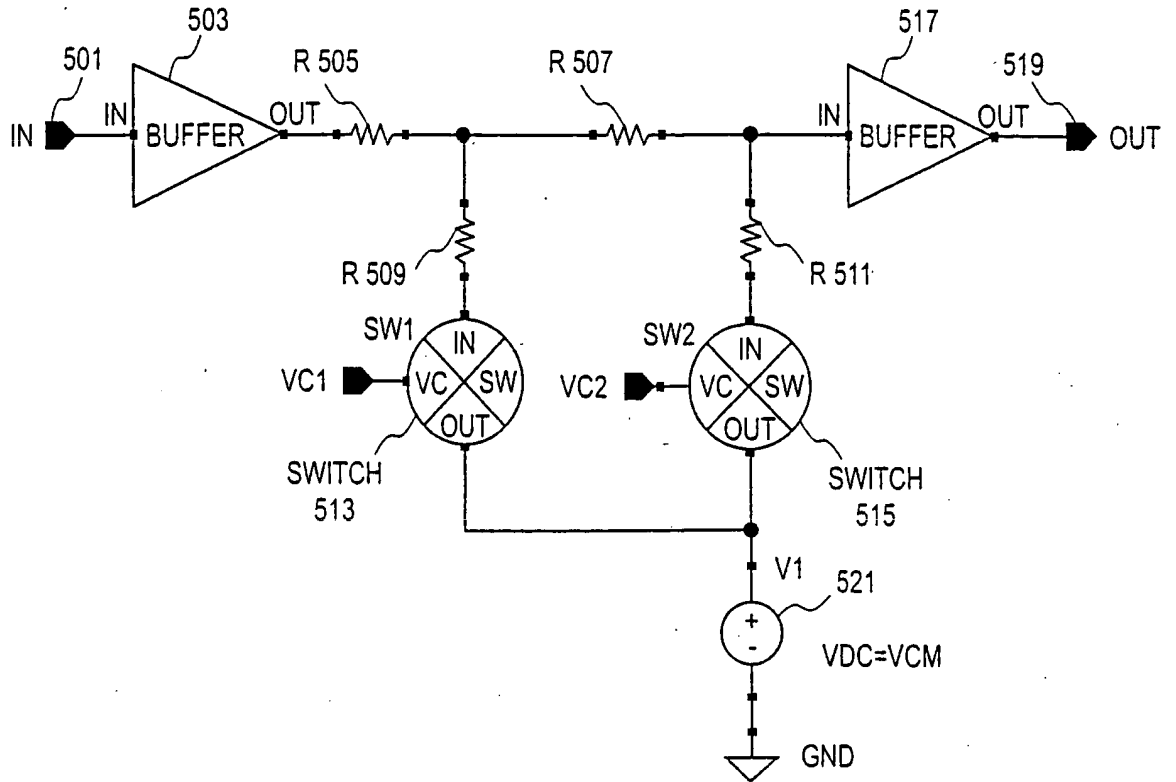 503
517
501
R 505
R 507
519
IN
IN
BUFFER
OUT
IN
BUFFER
OUT
OUT
R 509
R 511
SW1
IN
VC
SW
OUT
VC1
SW2
IN
VC
SW
OUT
VC2
SWITCH
513
SWITCH
515
V1
521
+
-
VDC=VCM
GND